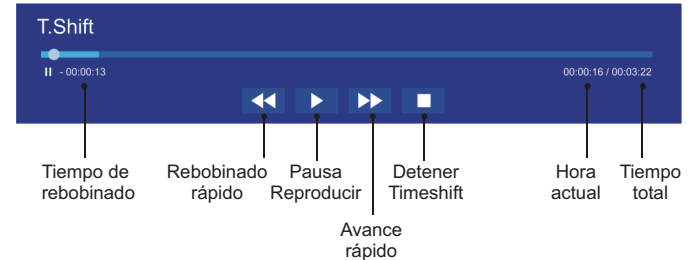 T.Shift
- 00:00:13
00:00:16 / 00:03:22
Tiempo de
rebobinado
Rebobinado
rápido
Pausa
Reproducir
Avance
rápido
Detener
Timeshift
Hora
actual
Tiempo
total